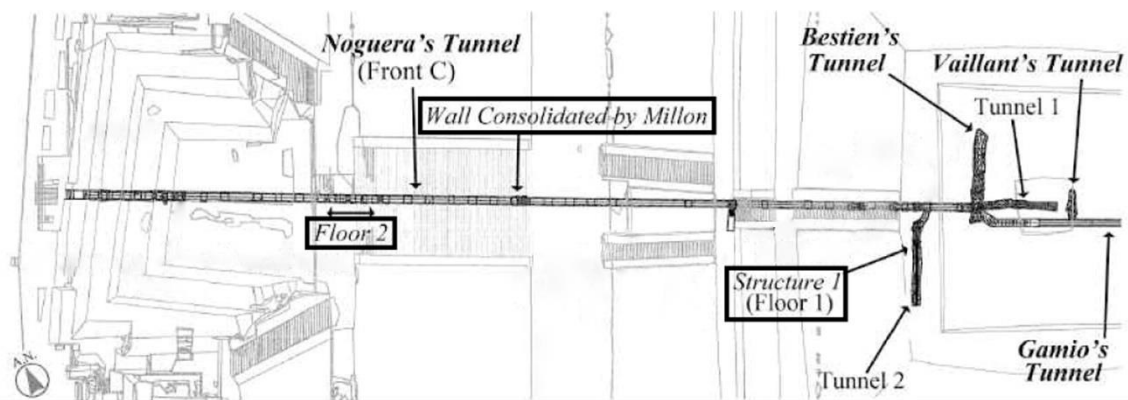 Noguera's Tunnel
(Front C)
Wall Consolidated by Millon
Bestien's
Tunnel
Vaillant's Tunnel
Tunnel 1
Floor 2
Structure 1
(Floor 1)
Tunnel 2
Gamio's
Tunnel
A.N.